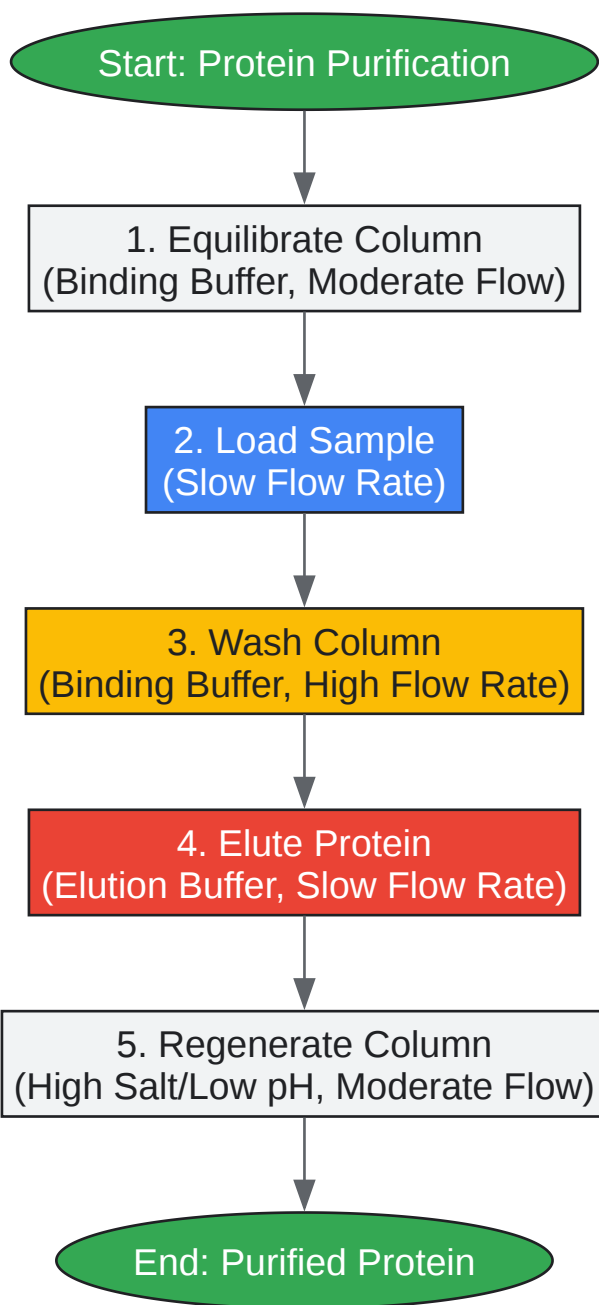 Start: Protein Purification
1. Equilibrate Column
(Binding Buffer, Moderate Flow)
2. Load Sample
(Slow Flow Rate)
3. Wash Column
(Binding Buffer, High Flow Rate)
4. Elute Protein
(Elution Buffer, Slow Flow Rate)
5. Regenerate Column
(High Salt/Low pH, Moderate Flow)
End: Purified Protein